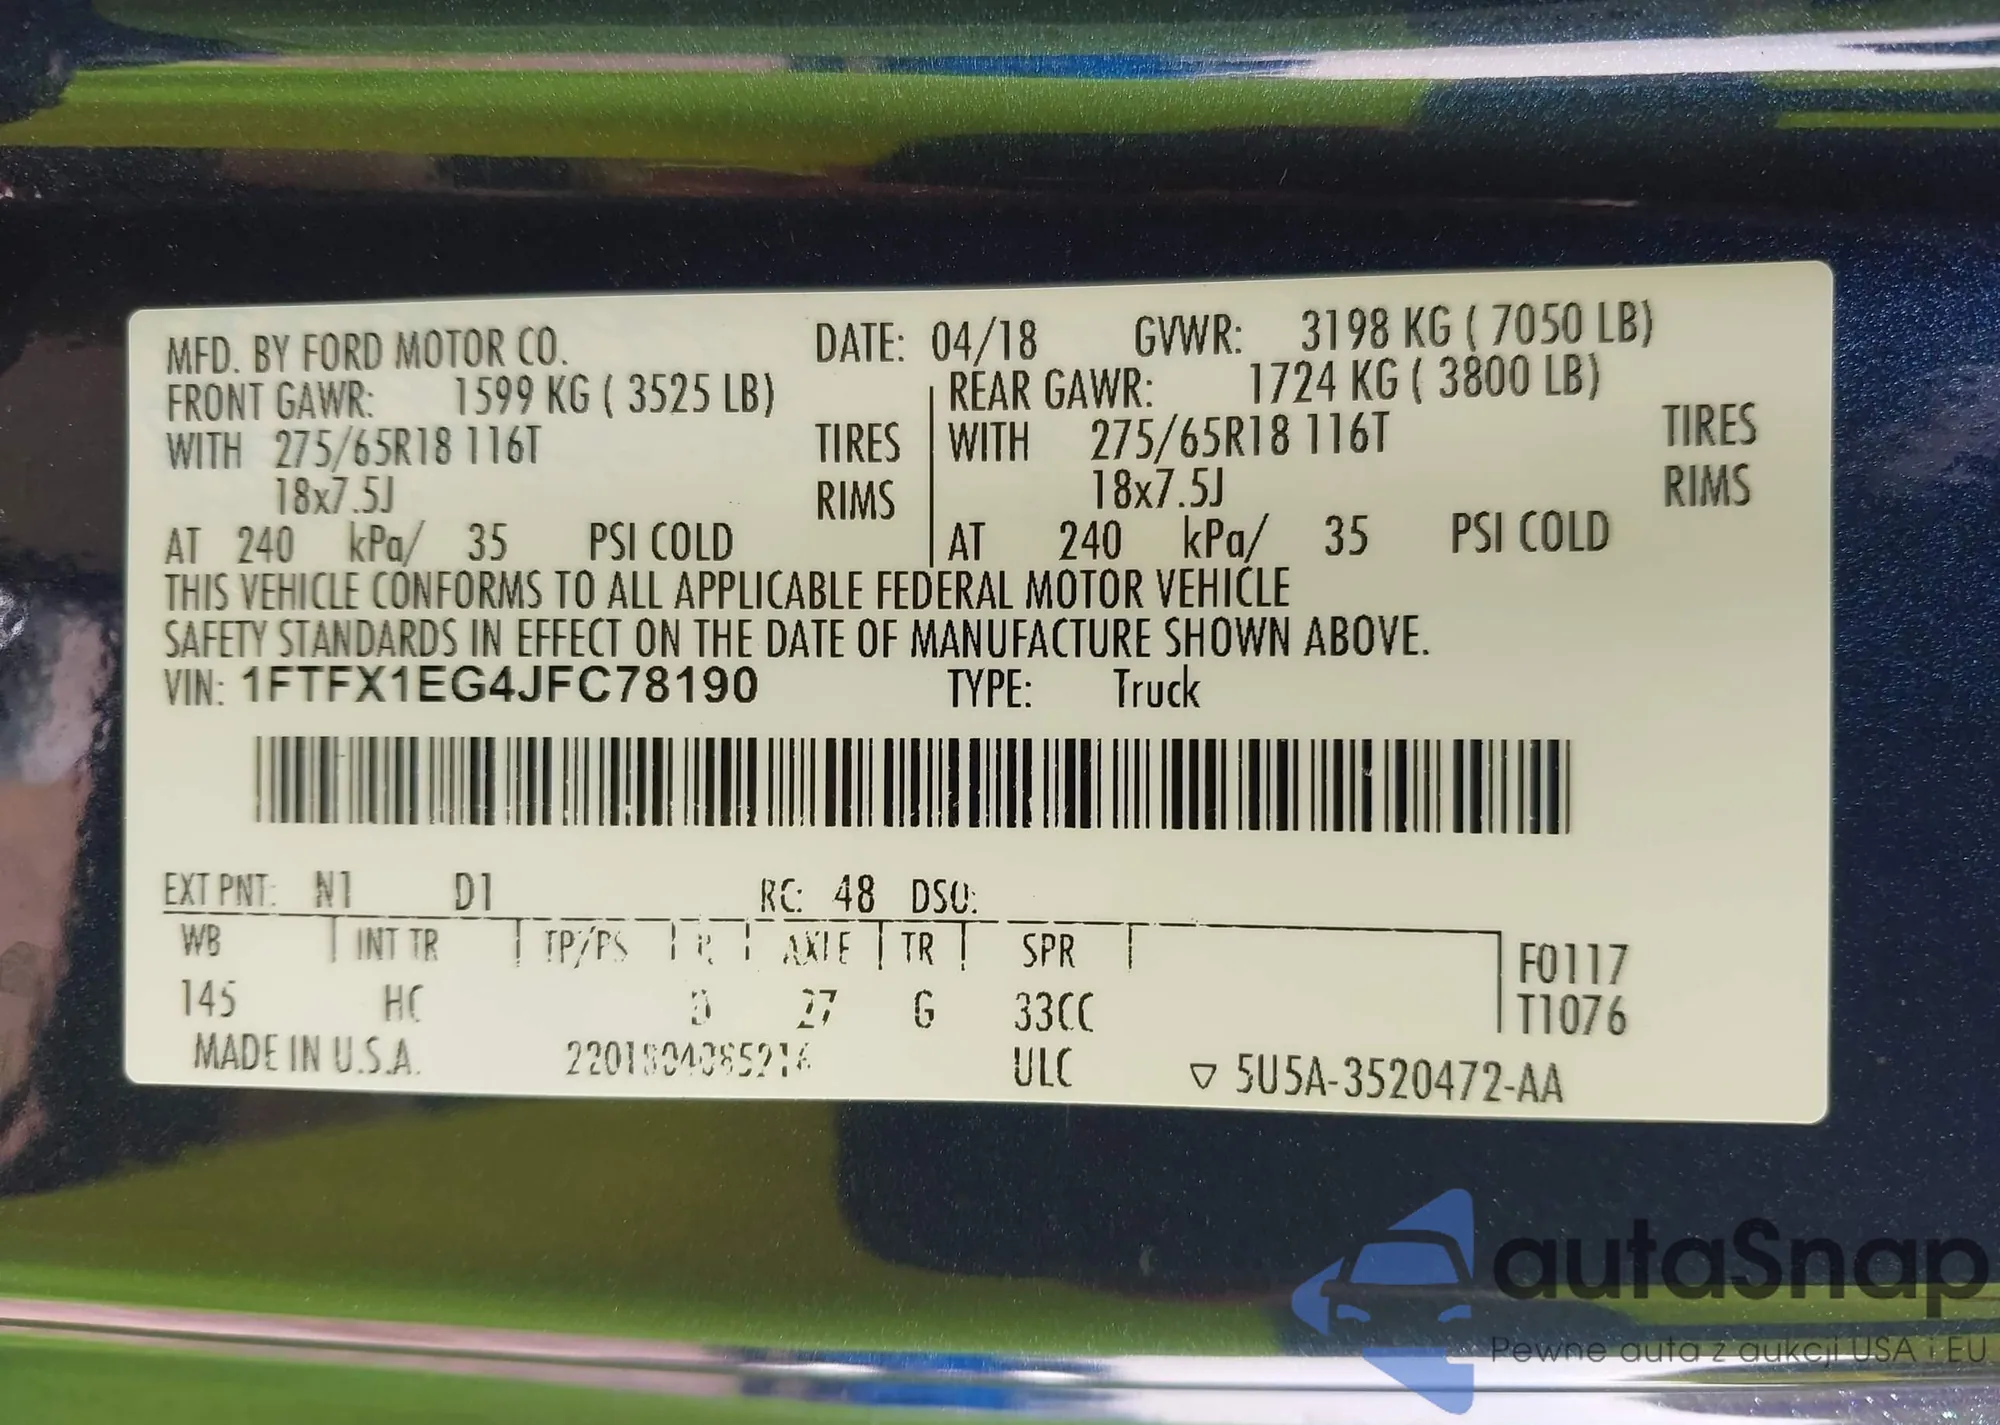 MFD. BY FORD MOTOR CO. DATE: 04/18 GVWR: 3198 KG ( 7050 LB)
FRONT GAWR: 1599 KG ( 3525 LB) REAR GAWR: 1724 KG ( 3800 LB)
WITH 275/65R18 116T TIRES WITH 275/65R18 116T TIRES
18x7.5J RIMS 18x7.5J RIMS
AT 240 kPa/ 35 PSI COLD AT 240 kPa/ 35 PSI COLD
THIS VEHICLE CONFORMS TO ALL APPLICABLE FEDERAL MOTOR VEHICLE
SAFETY STANDARDS IN EFFECT ON THE DATE OF MANUFACTURE SHOWN ABOVE.
VIN: 1FTFX1EG4JFC78190 TYPE: Truck
EXT PNT: N1 D1 RC: 48 DSO:
WB INT TR TP/PS R AXLE TR SPR F0117
145 HC 27 G 33CC T1076
MADE IN U.S.A. ULC 5U5A-3520472-AA
autaSnap
Pewne auta z aukcji USA i EU